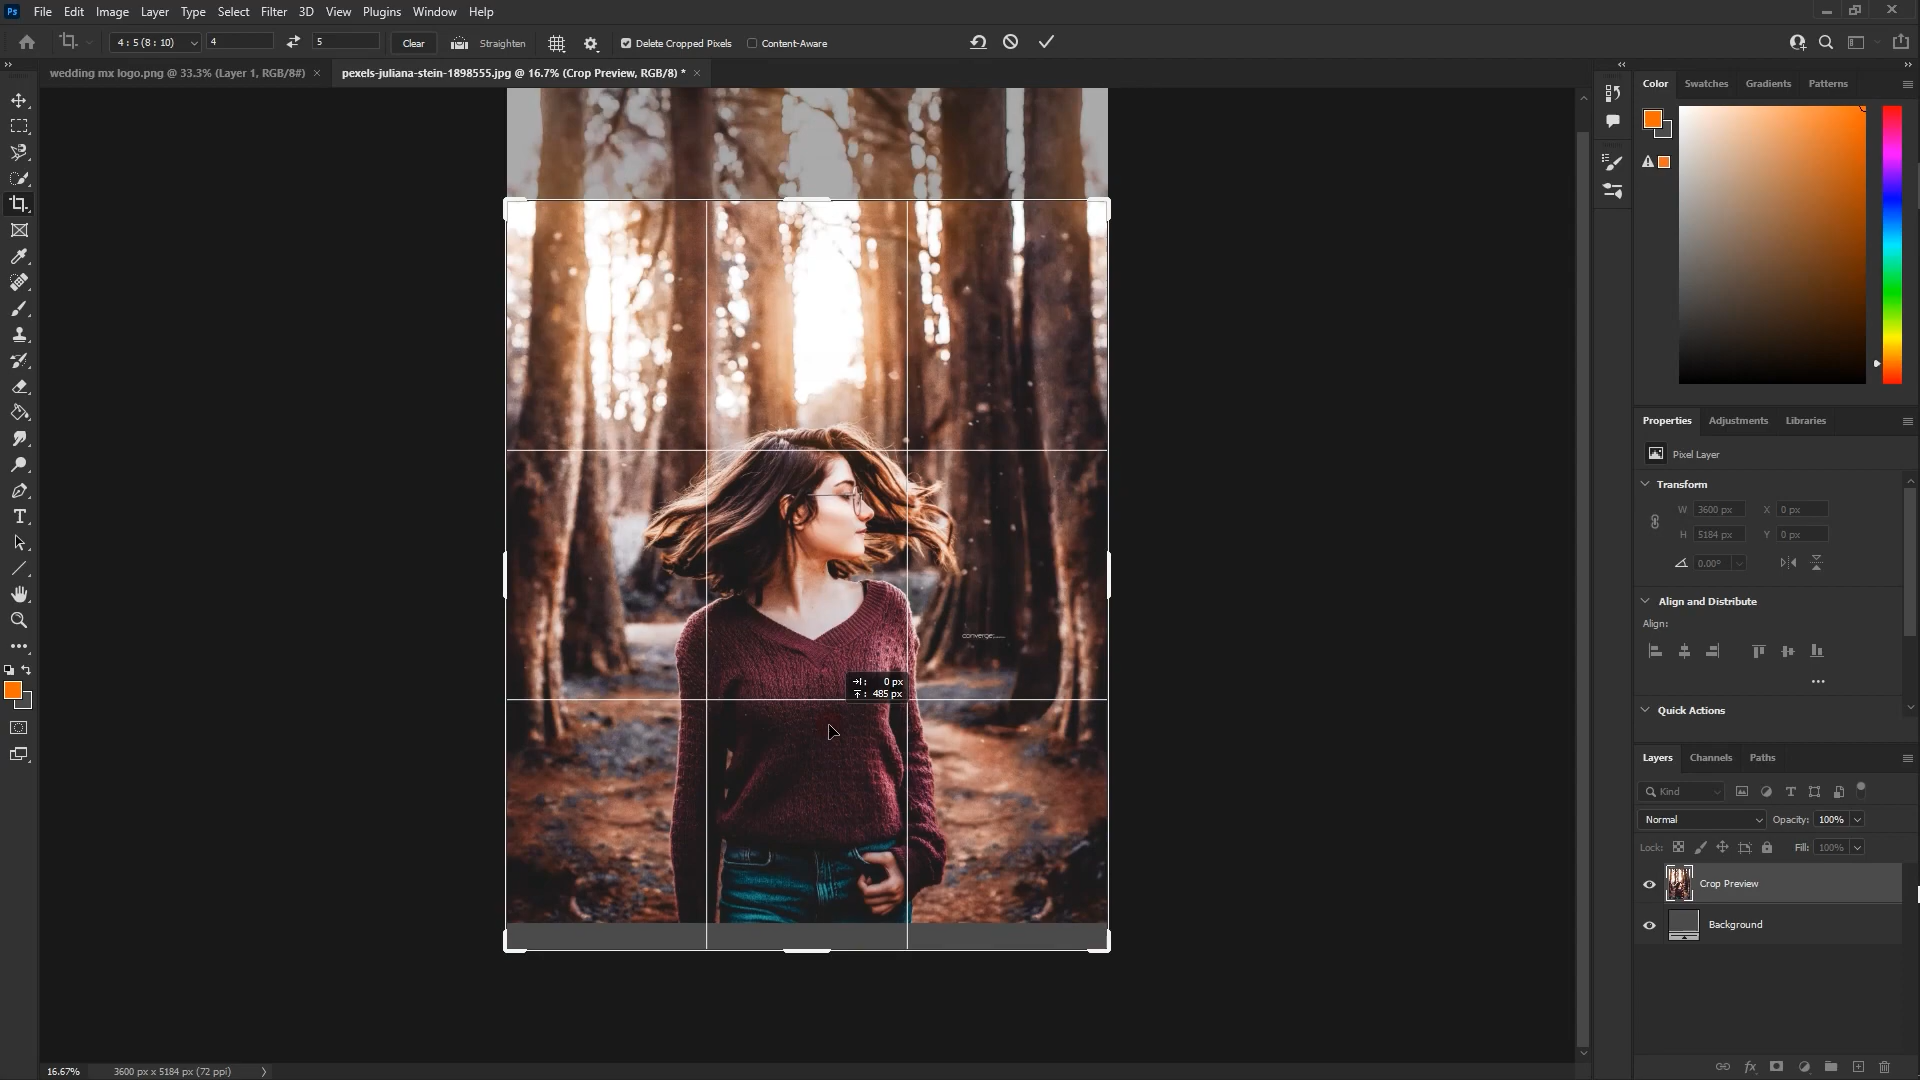 Ps File Edit Image Layer Type Select Filter 3D View Plugins Window Help
4 : 5 (8 : 10) 4 5 Clear Straighten Delete Cropped Pixels Content-Aware
wedding mx logo.png @ 33.3% (Layer 1, RGB/8#) × pexels-juliana-stein-1898555.jpg @ 16.7% (Crop Preview, RGB/8) * ×
Color Swatches Gradients Patterns
Properties Adjustments Libraries
Pixel Layer
Transform
W 3600 px X 0 px
H 5184 px Y 0 px
0.00°
Align and Distribute
Align:
Quick Actions
converge;
: 0 px
: 485 px
Layers Channels Paths
Kind
Normal Opacity: 100%
Lock: Fill: 100%
Crop Preview
Background
16.67% 3600 px x 5184 px (72 ppi)